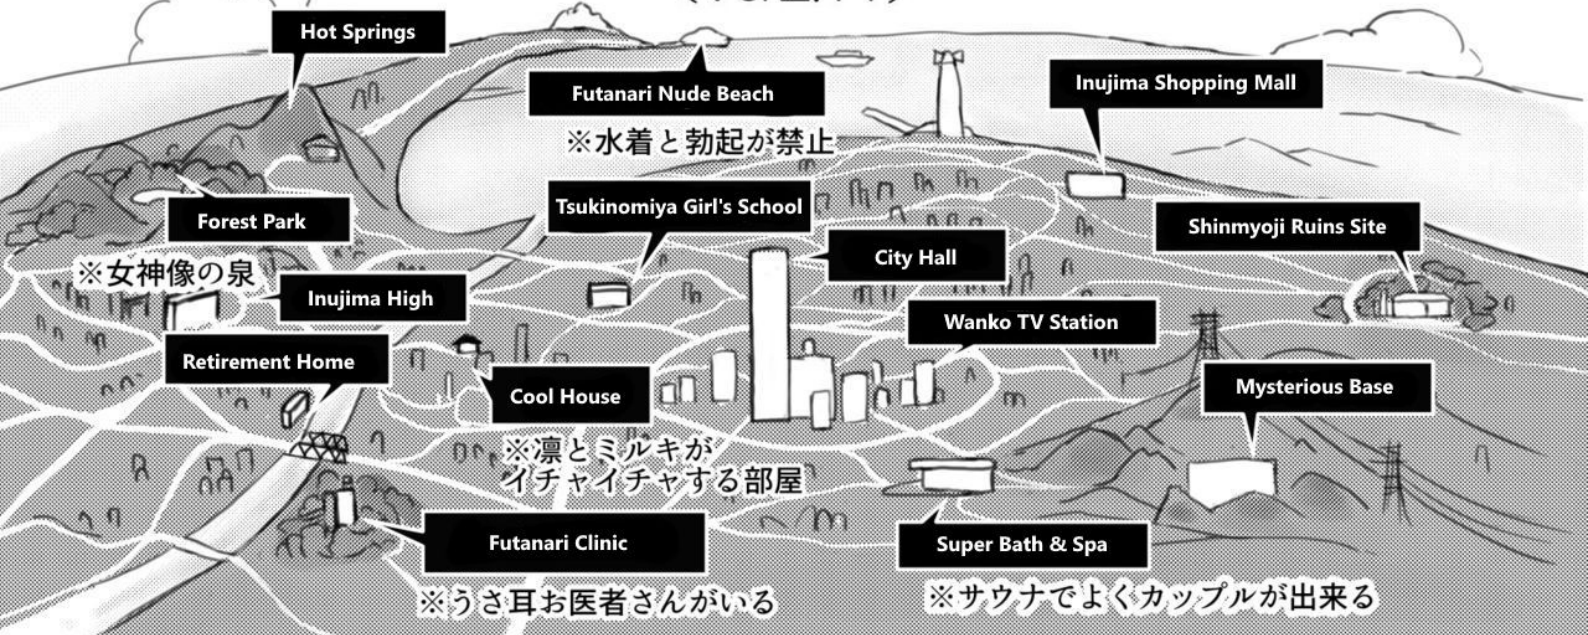 Hot Springs
Futanari Nude Beach
※水着と勃起が禁止
Inujima Shopping Mall
Forest Park
※女神像の泉
Tsukinomiya Girl's School
City Hall
Shinmyoji Ruins Site
Inujima High
Wanko TV Station
Retirement Home
Cool House
※凛とミルキが
イチャイチャする部屋
Mysterious Base
Futanari Clinic
※うさ耳お医者さんがいる
Super Bath & Spa
※サウナでよくカップルが出来る